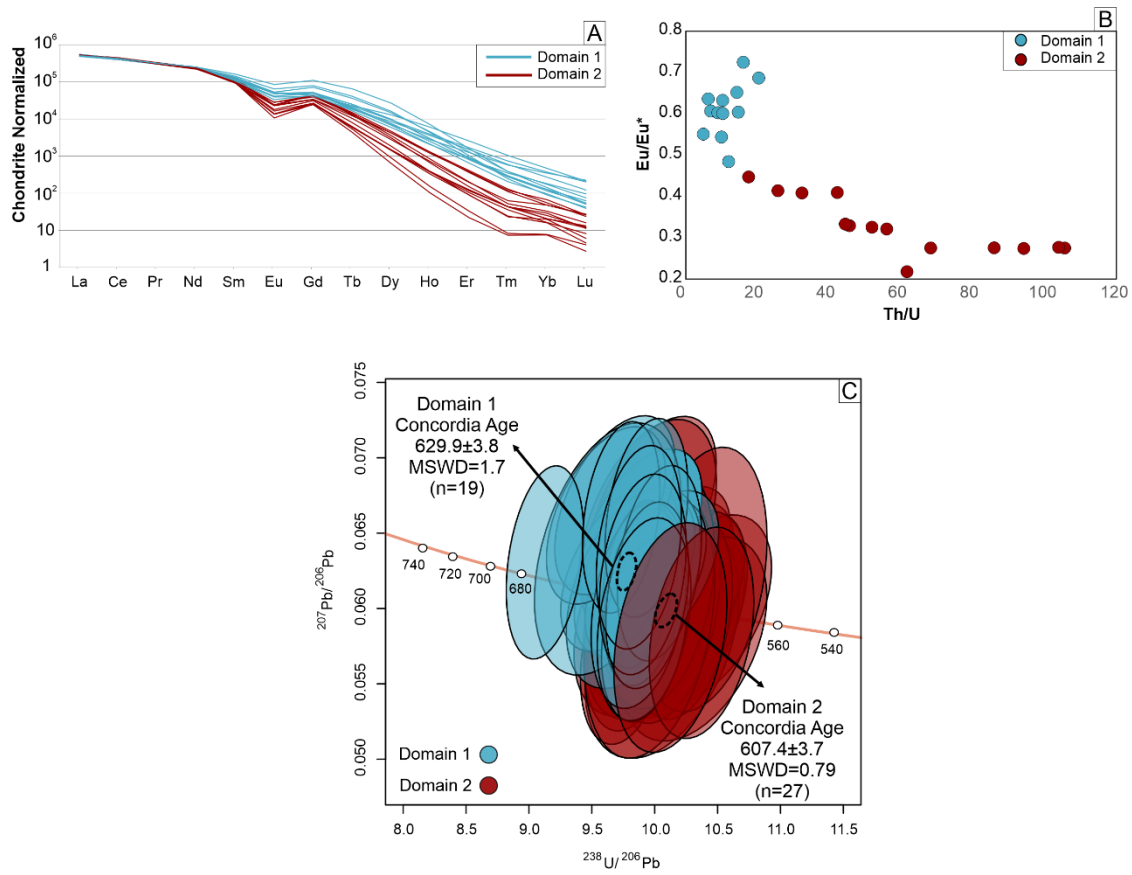 A
Chondrite Normalized
10⁶
10⁵
10⁴
10³
10²
10
1
Domain 1
Domain 2
La Ce Pr Nd Sm Eu Gd Tb Dy Ho Er Tm Yb Lu
B
Eu/Eu*
0.8
0.7
0.6
0.5
0.4
0.3
0.2
Domain 1
Domain 2
0 20 40 60 80 100 120
Th/U
C
²⁰⁷Pb/²⁰⁶Pb
0.075
0.070
0.065
0.060
0.055
0.050
Domain 1
Concordia Age
629.9±3.8
MSWD=1.7
(n=19)
740 720 700 680
560 540
Domain 2
Concordia Age
607.4±3.7
MSWD=0.79
(n=27)
Domain 1
Domain 2
8.0 8.5 9.0 9.5 10.0 10.5 11.0 11.5
²³⁸U/²⁰⁶Pb